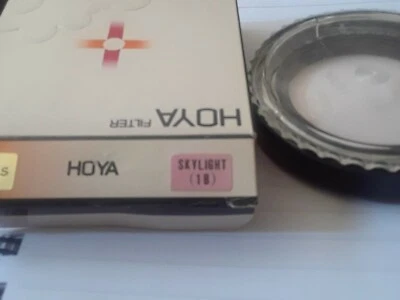 HOYA
FILTER
HOYA
SKYLIGHT
(1B)
S